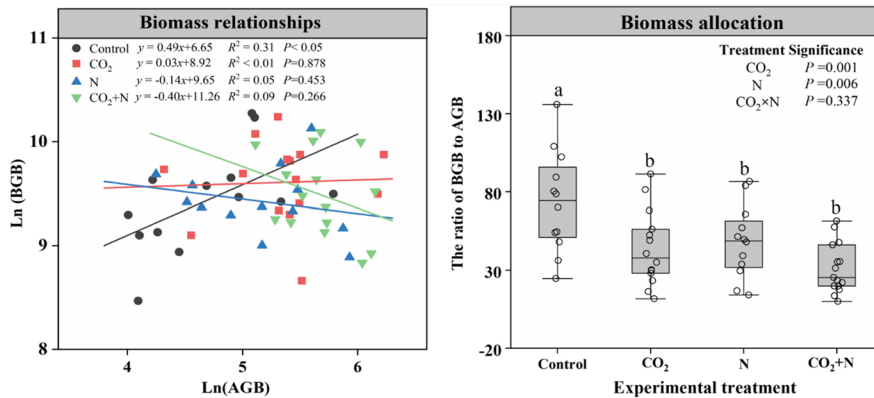 Biomass relationships
Control y = 0.49x+6.65 R² = 0.31 P< 0.05
CO₂ y = 0.03x+8.92 R² < 0.01 P=0.878
N y = -0.14x+9.65 R² = 0.05 P=0.453
CO₂+N y = -0.40x+11.26 R² = 0.09 P=0.266
11
10
9
8
Ln (BGB)
4 5 6
Ln(AGB)
Biomass allocation
Treatment Significance
CO₂ P =0.001
N P =0.006
CO₂×N P =0.337
180
130
80
30
-20
The ratio of BGB to AGB
a
b
b
b
Control CO₂ N CO₂+N
Experimental treatment